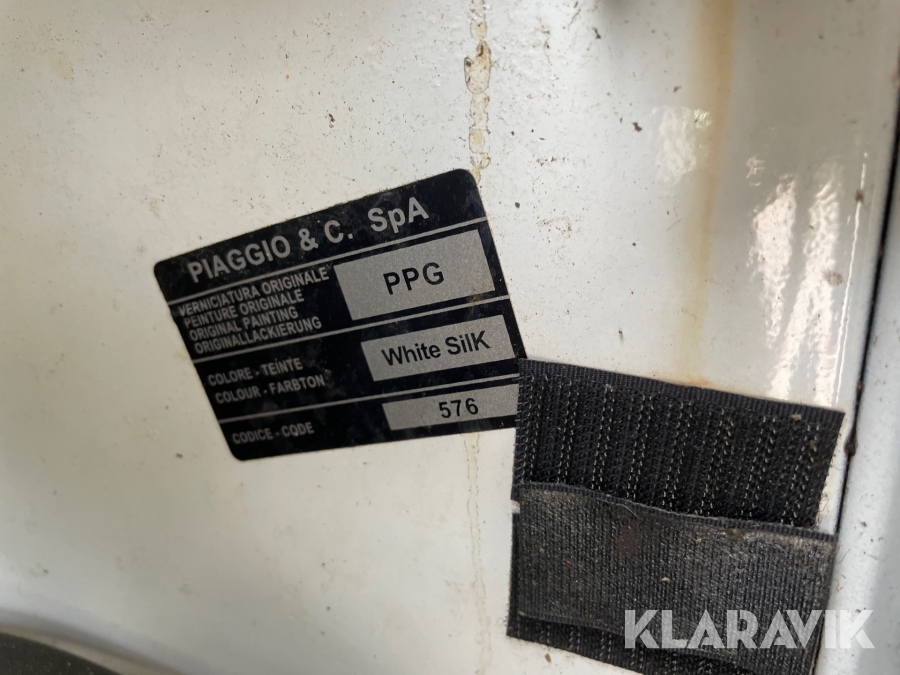 PIAGGIO & C. SpA
VERNICIATURA ORIGINALE
PEINTURE ORIGINALE
ORIGINAL PAINTING
ORIGINALLACKIERUNG
PPG
COLORE - TEINTE
COLOUR - FARBTON
White SilK
CODICE - CODE
576
KLARAVIK